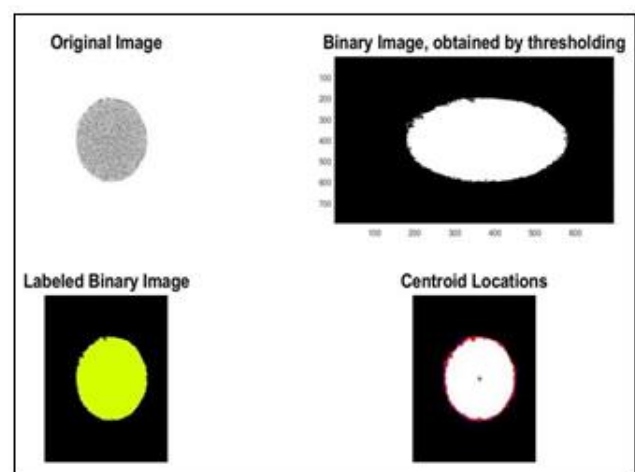 Original Image
Binary Image, obtained by thresholding
100
200
300
400
500
600
700
100 200 300 400 500 600
Labeled Binary Image
Centroid Locations